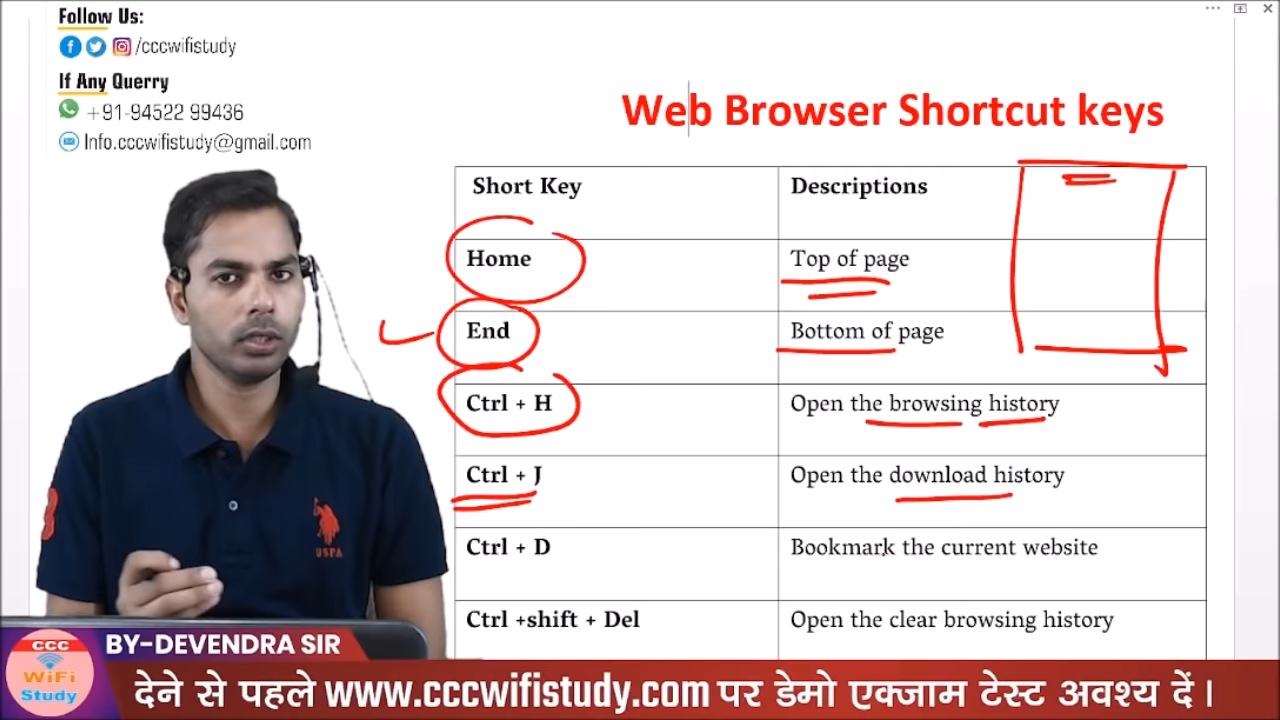 Follow Us:
/cccwifistudy
If Any Querry
+91-94522 99436
Info.cccwifistudy@gmail.com
Web Browser Shortcut keys
Short Key Descriptions
Home Top of page
End Bottom of page
Ctrl + H Open the browsing history
Ctrl + J Open the download history
Ctrl + D Bookmark the current website
Ctrl +shift + Del Open the clear browsing history
3
USPA
BY-DEVENDRA SIR
CCC
WiFi
Study
देने से पहले www.cccwifistudy.com पर डेमो एक्जाम टेस्ट अवश्य दें।